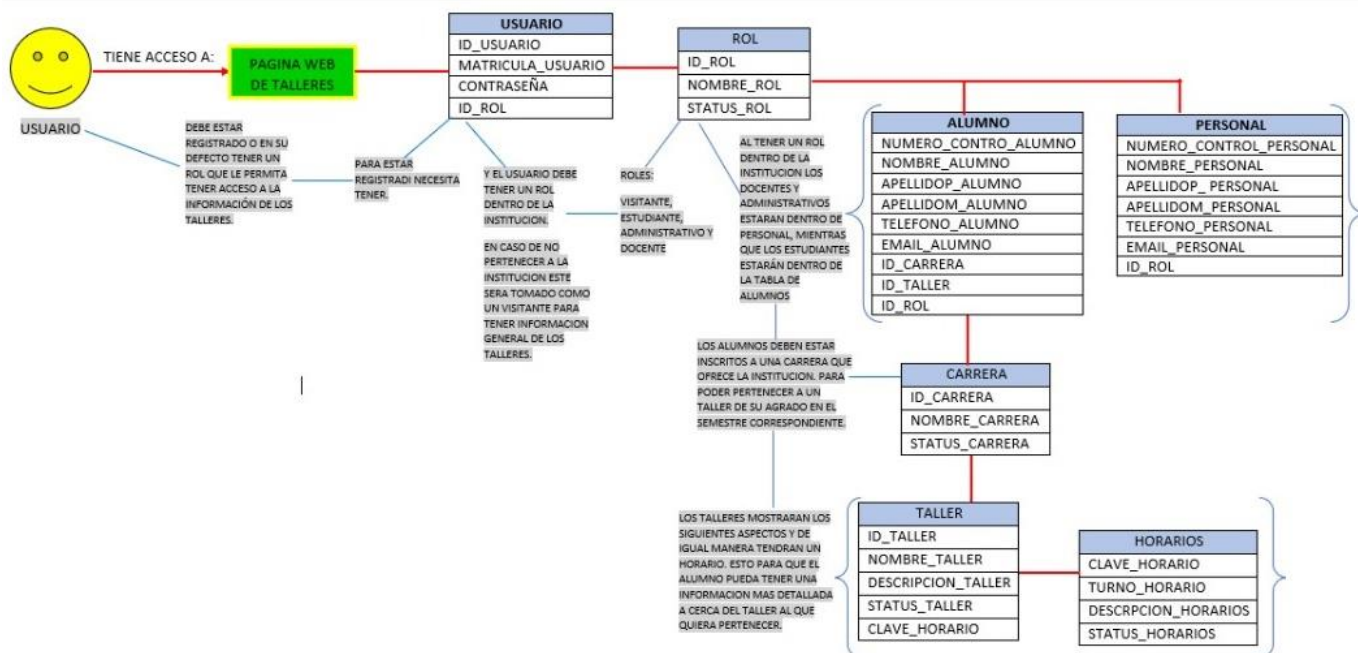 TIENE ACCESO A:
USUARIO
PAGINA WEB
DE TALLERES
DEBE ESTAR
REGISTRADO O EN SU
DEFECTO TENER UN
ROL QUE LE PERMITA
TENER ACCESO A LA
INFORMACIÓN DE LOS
TALLERES.
PARA ESTAR
REGISTRADI NECESITA
TENER.
USUARIO
ID_USUARIO
MATRICULA_USUARIO
CONTRASEÑA
ID_ROL
Y EL USUARIO DEBE
TENER UN ROL
DENTRO DE LA
INSTITUCION.
EN CASO DE NO
PERTENECER A LA
INSTITUCION ESTE
SERA TOMADO COMO
UN VISITANTE PARA
TENER INFORMACION
GENERAL DE LOS
TALLERES.
ROL
ID_ROL
NOMBRE_ROL
STATUS_ROL
ROLES:
VISITANTE,
ESTUDIANTE,
ADMINISTRATIVO Y
DOCENTE
AL TENER UN ROL
DENTRO DE LA
INSTITUCION LOS
DOCENTES Y
ADMINISTRATIVOS
ESTARAN DENTRO DE
PERSONAL, MIENTRAS
QUE LOS ESTUDIANTES
ESTARÁN DENTRO DE
LA TABLA DE
ALUMNOS
ALUMNO
NUMERO_CONTRO_ALUMNO
NOMBRE_ALUMNO
APELLIDOP_ALUMNO
APELLIDOM_ALUMNO
TELEFONO_ALUMNO
EMAIL_ALUMNO
ID_CARRERA
ID_TALLER
ID_ROL
PERSONAL
NUMERO_CONTROL_PERSONAL
NOMBRE_PERSONAL
APELLIDOP_ PERSONAL
APELLIDOM_PERSONAL
TELEFONO_PERSONAL
EMAIL_PERSONAL
ID_ROL
LOS ALUMNOS DEBEN ESTAR
INSCRITOS A UNA CARRERA QUE
OFRECE LA INSTITUCION. PARA
PODER PERTENECER A UN
TALLER DE SU AGRADO EN EL
SEMESTRE CORRESPONDIENTE.
CARRERA
ID_CARRERA
NOMBRE_CARRERA
STATUS_CARRERA
LOS TALLERES MOSTRARAN LOS
SIGUIENTES ASPECTOS Y DE
IGUAL MANERA TENDRAN UN
HORARIO. ESTO PARA QUE EL
ALUMNO PUEDA TENER UNA
INFORMACION MAS DETALLADA
A CERCA DEL TALLER AL QUE
QUIERA PERTENECER.
TALLER
ID_TALLER
NOMBRE_TALLER
DESCRIPCION_TALLER
STATUS_TALLER
CLAVE_HORARIO
HORARIOS
CLAVE_HORARIO
TURNO_HORARIO
DESCRPCION_HORARIOS
STATUS_HORARIOS